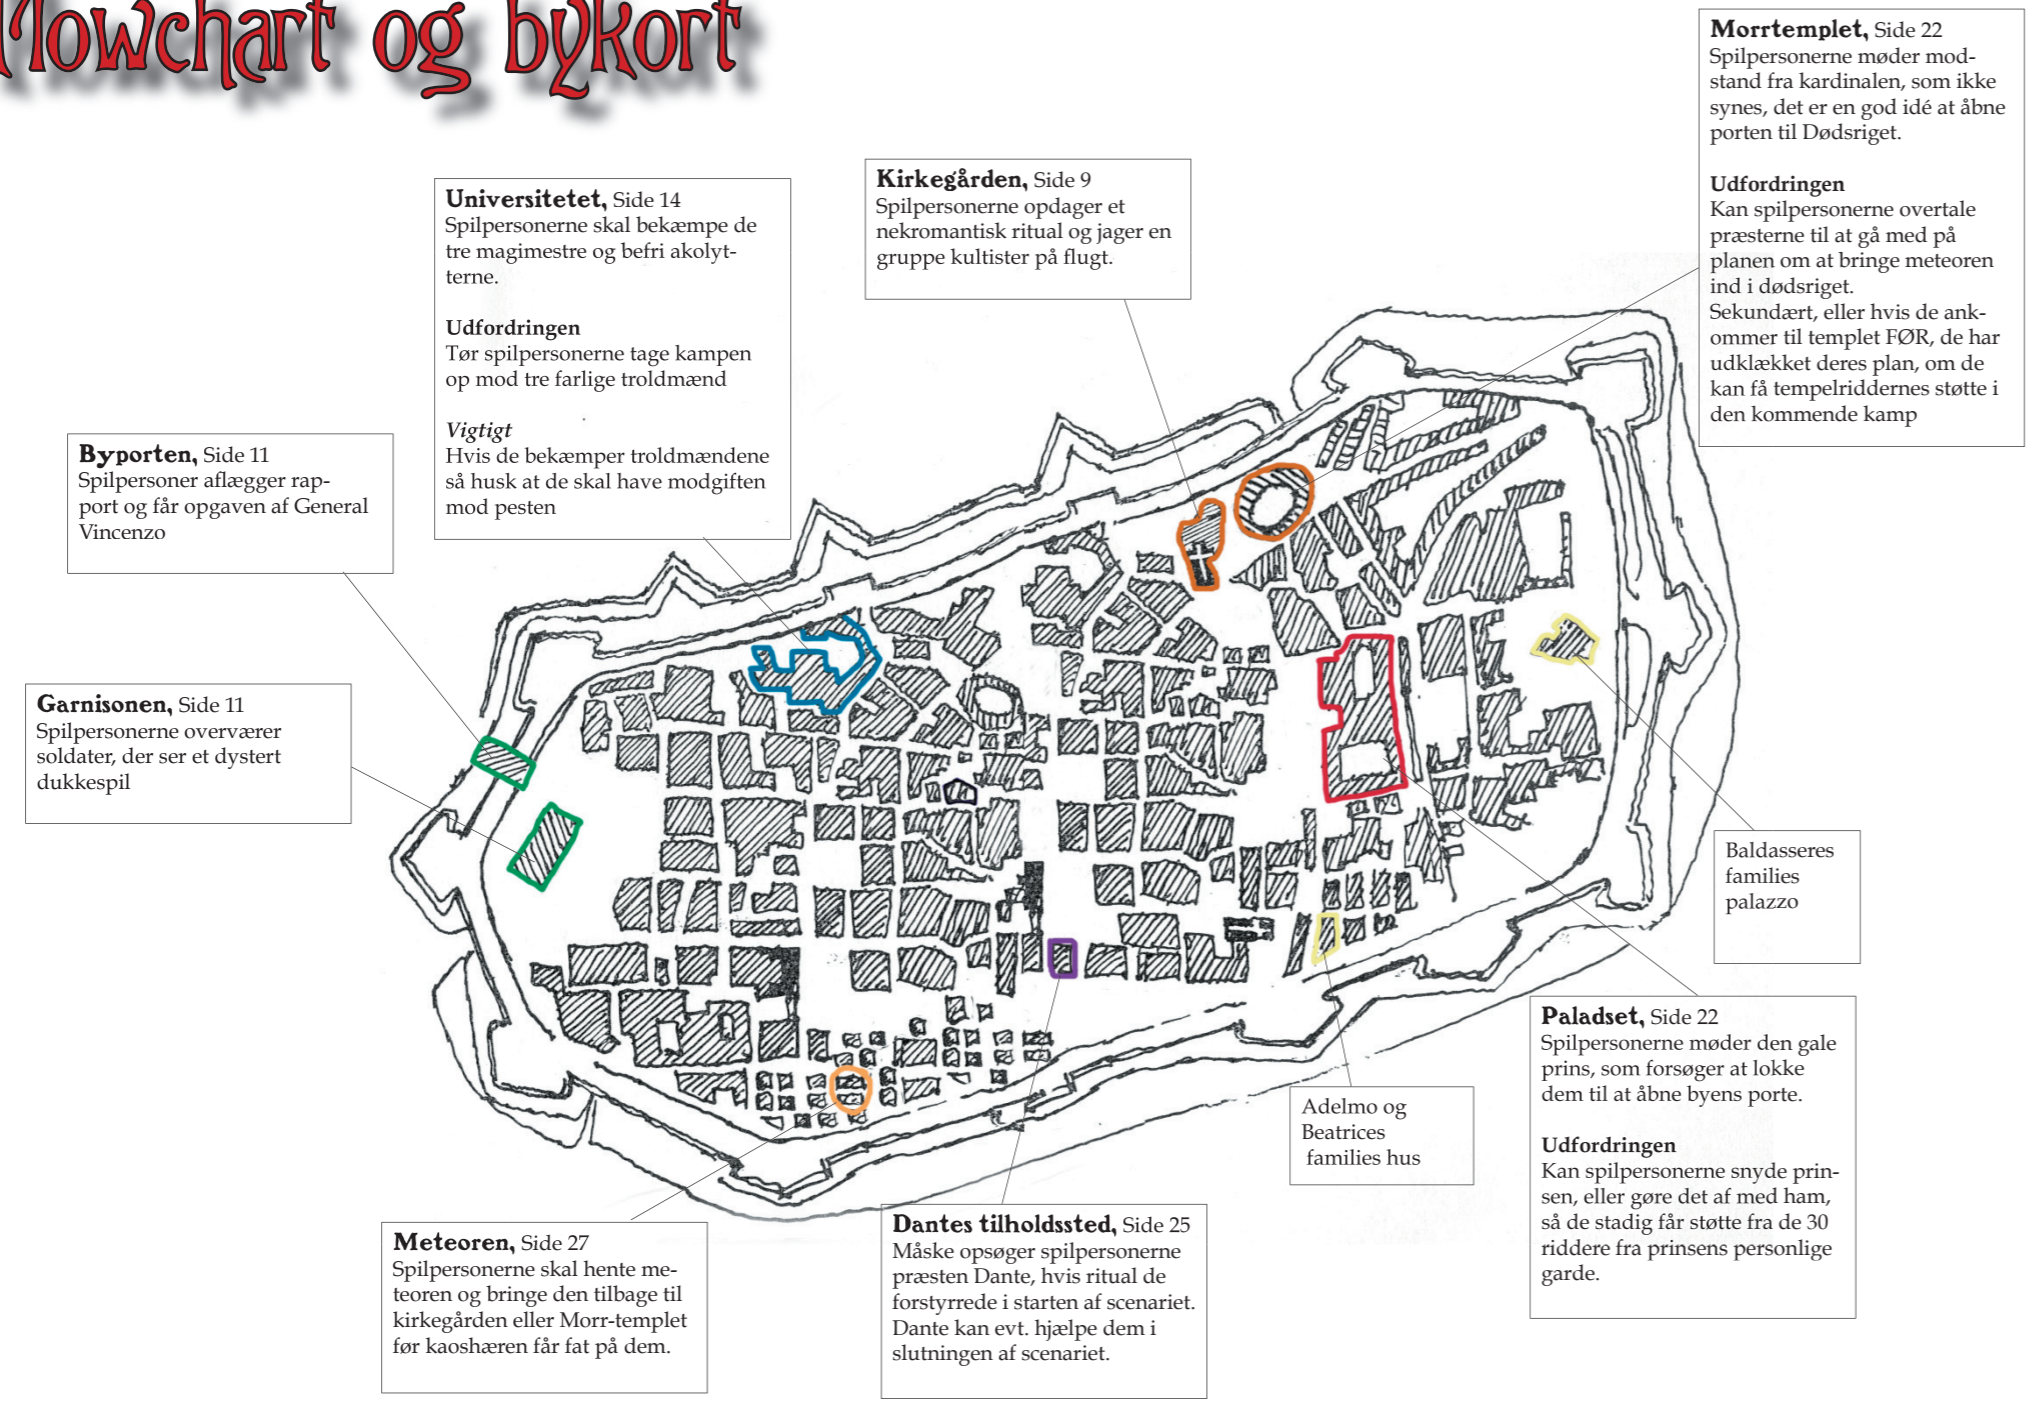 Flowchart og bykort
Morrtemplet, Side 22
Spilpersonerne møder mod-
stand fra kardinalen, som ikke
synes, det er en god idé at åbne
porten til Dødsriget.
Udfordringen
Kan spilpersonerne overtale
præsterne til at gå med på
planen om at bringe meteoren
ind i dødsriget.
Sekundært, eller hvis de ank-
ommer til templet FØR, de har
udklækket deres plan, om de
kan få tempelriddernes støtte i
den kommende kamp
Kirkegården, Side 9
Spilpersonerne opdager et
nekromantisk ritual og jager en
gruppe kultister på flugt.
Universitetet, Side 14
Spilpersonerne skal bekæmpe de
tre magimestre og befri akolyt-
terne.
Udfordringen
Tør spilpersonerne tage kampen
op mod tre farlige troldmænd
Vigtigt
Hvis de bekæmper troldmændene
så husk at de skal have modgiften
mod pesten
Byporten, Side 11
Spilpersoner aflægger rap-
port og får opgaven af General
Vincenzo
Garnisonen, Side 11
Spilpersonerne overværer
soldater, der ser et dystert
dukkespil
Baldasseres
families
palazzo
Paladset, Side 22
Spilpersonerne møder den gale
prins, som forsøger at lokke
dem til at åbne byens porte.
Udfordringen
Kan spilpersonerne snyde prin-
sen, eller gøre det af med ham,
så de stadig får støtte fra de 30
riddere fra prinsens personlige
garde.
Adelmo og
Beatrices
families hus
Dantes tilholdssted, Side 25
Måske opsøger spilpersonerne
præsten Dante, hvis ritual de
forstyrrede i starten af scenariet.
Dante kan evt. hjælpe dem i
slutningen af scenariet.
Meteoren, Side 27
Spilpersonerne skal hente me-
teoren og bringe den tilbage til
kirkegården eller Morr-templet
før kaoshæren får fat på dem.